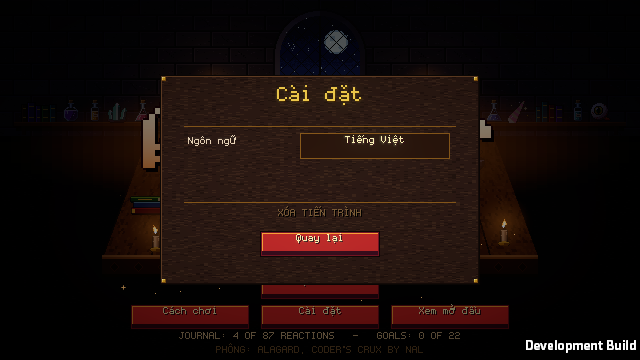 Cài đặt
Ngôn ngữ
Tiếng Việt
XÓA TIẾN TRÌNH
Quay lại
Cách chơi
Cài đặt
Xem mở đầu
JOURNAL: 4 OF 87 REACTIONS – GOALS: 0 OF 22
PHÔNG: ALAGARD, CODER'S CRUX BY NAL
Development Build